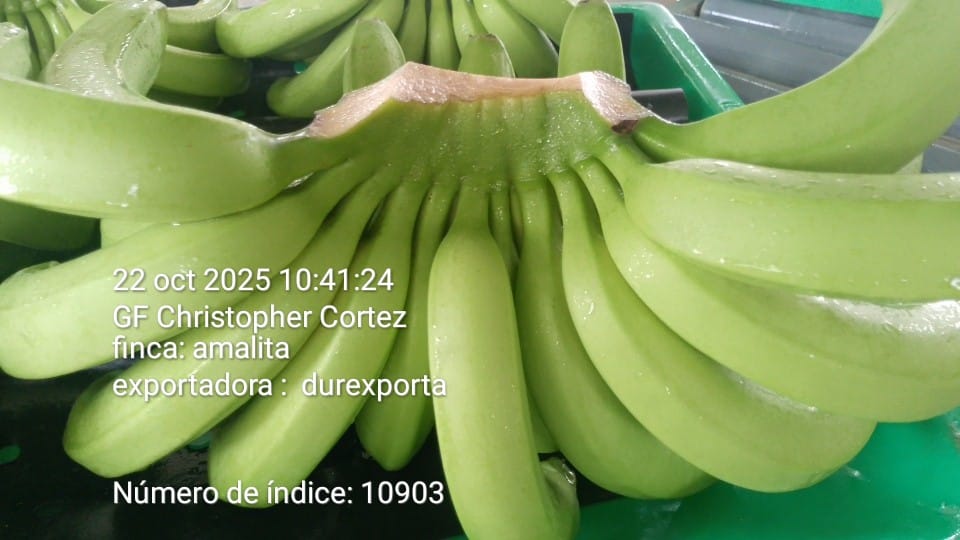 22 oct 2025 10:41:24
GF Christopher Cortez
finca: amalita
exportadora :  durexporta
Número de índice: 10903